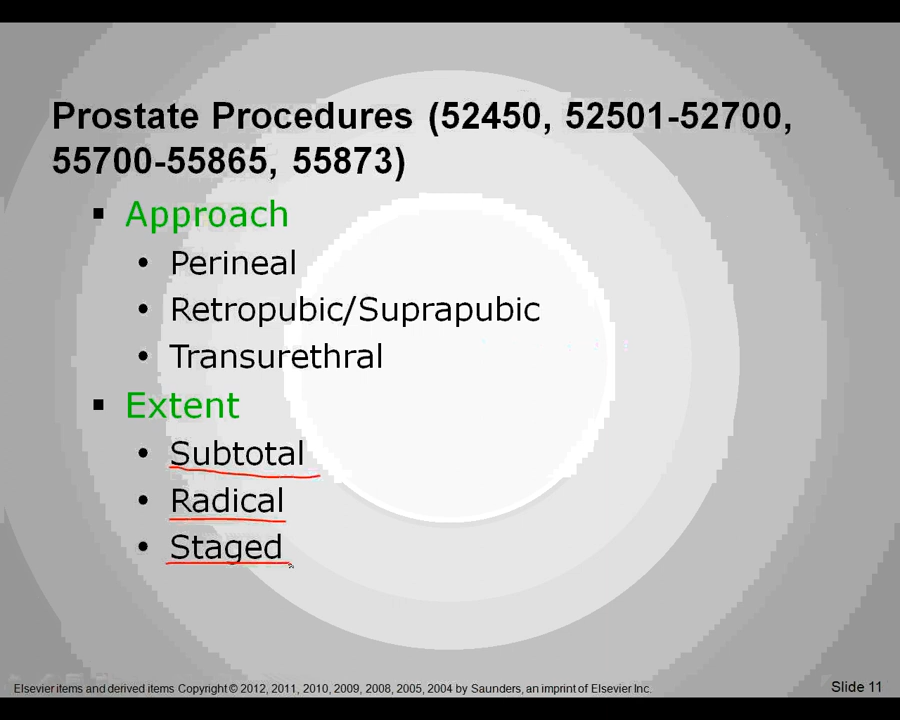 Prostate Procedures (52450, 52501-52700,
55700-55865, 55873)
Approach
Perineal
Retropubic/Suprapubic
Transurethral
Extent
Subtotal
Radical
Staged
Elsevier items and derived items Copyright © 2012, 2011, 2010, 2009, 2008, 2005, 2004 by Saunders, an imprint of Elsevier Inc.
Slide 11